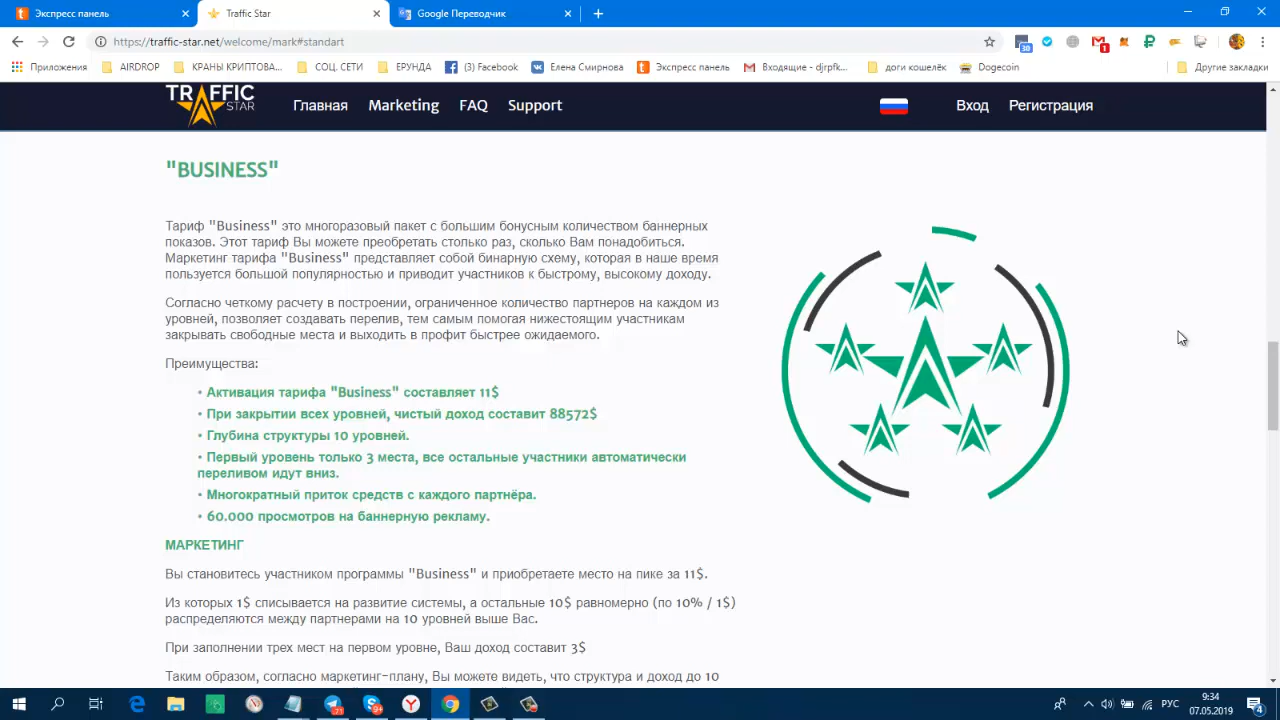 Экспресс панель
Traffic Star
Google Переводчик
https://traffic-star.net/welcome/mark#standart
30
1
Приложения
AIRDROP
КРАНЫ КРИПТОВА...
СОЦ. СЕТИ
ЕРУНДА
(3) Facebook
Елена Смирнова
Экспресс панель
Входящие - djrpfk...
доги кошелёк
Dogecoin
Другие закладки
TRAFFIC STAR
Главная
Marketing
FAQ
Support
Вход
Регистрация
"BUSINESS"
Тариф "Business" это многоразовый пакет с большим бонусным количеством баннерных
показов. Этот тариф Вы можете преобретать столько раз, сколько Вам понадобиться.
Маркетинг тарифа "Business" представляет собой бинарную схему, которая в наше время
пользуется большой популярностью и приводит участников к быстрому, высокому доходу.
Согласно четкому расчету в построении, ограниченное количество партнеров на каждом из
уровней, позволяет создавать перелив, тем самым помогая нижестоящим участникам
закрывать свободные места и выходить в профит быстрее ожидаемого.
Преимущества:
• Активация тарифа "Business" составляет 11$
• При закрытии всех уровней, чистый доход составит 88572$
• Глубина структуры 10 уровней.
• Первый уровень только 3 места, все остальные участники автоматически
переливом идут вниз.
• Многократный приток средств с каждого партнёра.
• 60.000 просмотров на баннерную рекламу.
МАРКЕТИНГ
Вы становитесь участником программы "Business" и приобретаете место на пике за 11$.
Из которых 1$ списывается на развитие системы, а остальные 10$ равномерно (по 10% / 1$)
распределяются между партнерами на 10 уровней выше Вас.
При заполнении трех мест на первом уровне, Ваш доход составит 3$
Таким образом, согласно маркетинг-плану, Вы можете видеть, что структура и доход до 10
РУС
9:34
07.05.2019
4